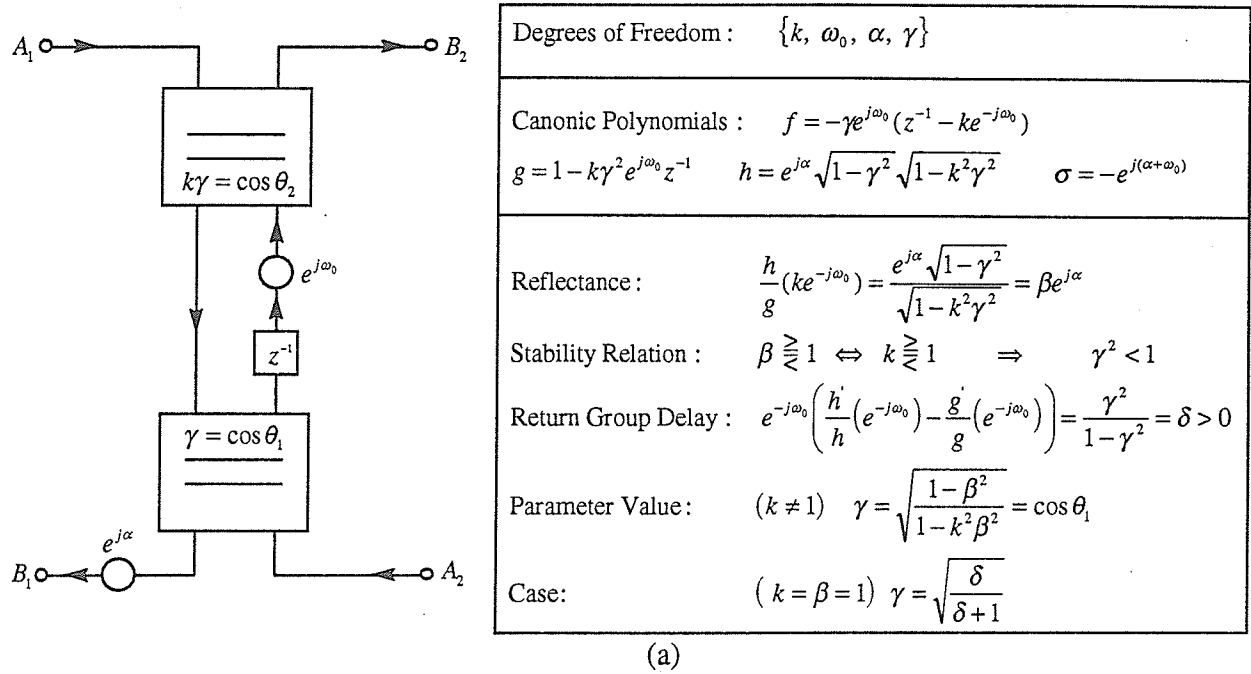 A₁
B₂
kγ = cos θ₂
e^{jω₀}
z⁻¹
γ = cos θ₁
e^{jα}
B₁
A₂
Degrees of Freedom : {k, ω₀, α, γ}
Canonic Polynomials : f = −γe^{jω₀}(z⁻¹ − ke^{−jω₀})
g = 1 − kγ²e^{jω₀}z⁻¹ h = e^{jα}√(1−γ²)√(1−k²γ²) σ = −e^{j(α+ω₀)}
Reflectance : h/g (ke^{−jω₀}) = e^{jα}√(1−γ²)/√(1−k²γ²) = βe^{jα}
Stability Relation : β ⪌ 1 ⇔ k ⪌ 1 ⇒ γ² < 1
Return Group Delay : e^{−jω₀}(h'/h (e^{−jω₀}) − g'/g (e^{−jω₀})) = γ²/(1−γ²) = δ > 0
Parameter Value : (k ≠ 1) γ = √((1−β²)/(1−k²β²)) = cos θ₁
Case: (k = β = 1) γ = √(δ/(δ+1))
(a)